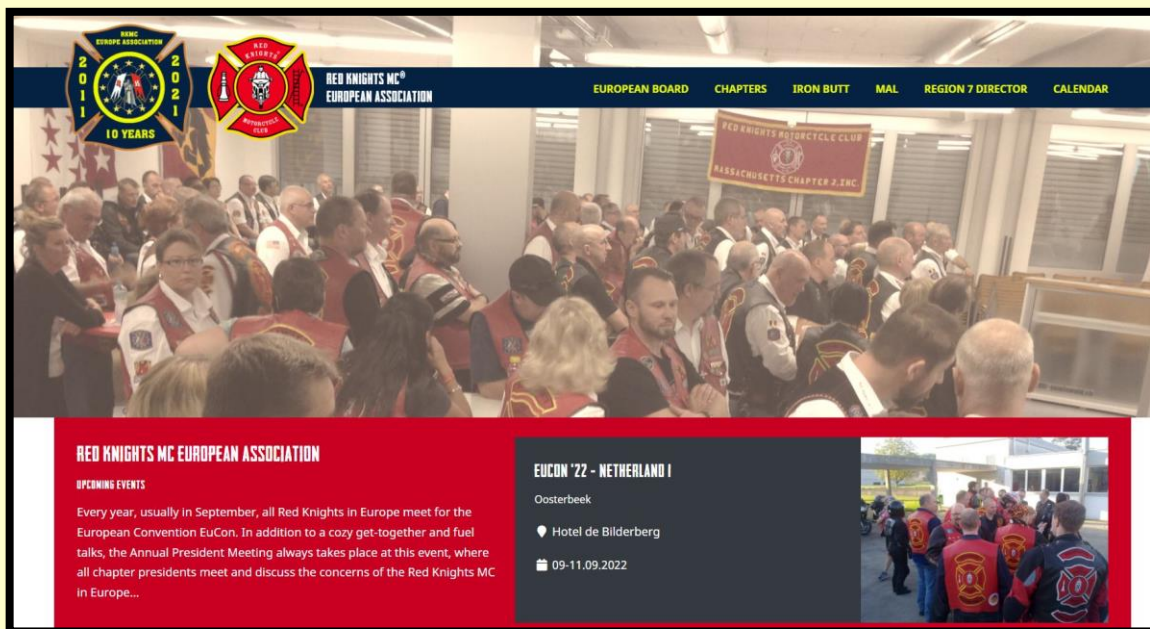 RKMC
EUROPE ASSOCIATION
2011
2021
10 YEARS
RED
KNIGHTS
MOTORCYCLE
CLUB
RED KNIGHTS MC®
EUROPEAN ASSOCIATION
EUROPEAN BOARD
CHAPTERS
IRON BUTT
MAL
REGION 7 DIRECTOR
CALENDAR
RED KNIGHTS MOTORCYCLE CLUB
MASSACHUSETTS CHAPTER 2, INC.
RED KNIGHTS MC EUROPEAN ASSOCIATION
UPCOMING EVENTS
Every year, usually in September, all Red Knights in Europe meet for the
European Convention EuCon. In addition to a cozy get-together and fuel
talks, the Annual President Meeting always takes place at this event, where
all chapter presidents meet and discuss the concerns of the Red Knights MC
in Europe...
EUCON '22 - NETHERLAND I
Oosterbeek
Hotel de Bilderberg
09-11.09.2022